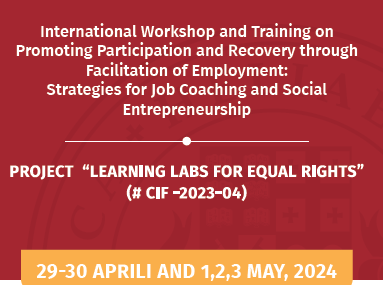 International Workshop and Training on
Promoting Participation and Recovery through
Facilitation of Employment:
Strategies for Job Coaching and Social
Entrepreneurship
PROJECT “LEARNING LABS FOR EQUAL RIGHTS”
(# CIF -2023-04)
29-30 APRILI AND 1,2,3 MAY, 2024